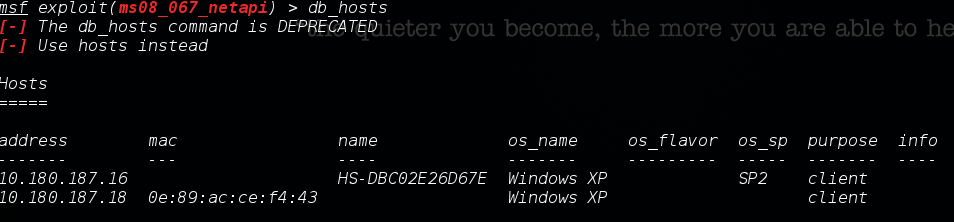 msf exploit(ms08_067_netapi) > db_hosts
[-] The db_hosts command is DEPRECATED
the quieter you become, the more you are able to he
[-] Use hosts instead
Hosts
=====
address mac name os_name os_flavor os_sp purpose info
------- --- ---- ------- --------- ----- ------- ----
10.180.187.16 HS-DBC02E26D67E Windows XP SP2 client
10.180.187.18 0e:89:ac:ce:f4:43 Windows XP client